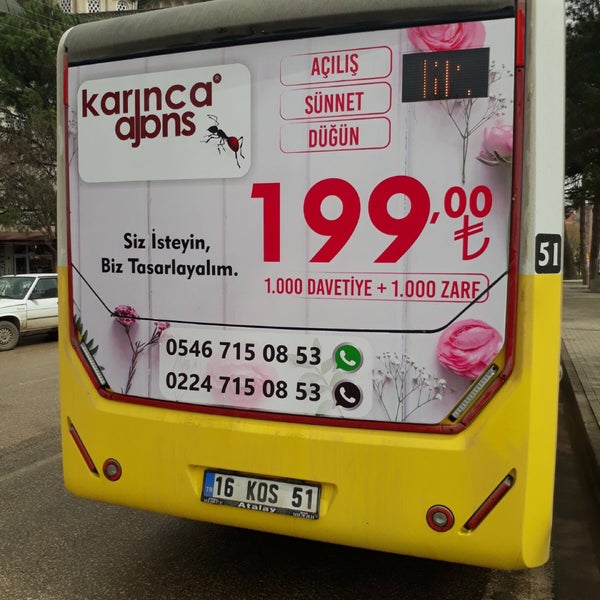 karınca®
ajans
AÇILIŞ
SÜNNET
DÜĞÜN
199,00 ₺
Siz İsteyin,
Biz Tasarlayalım.
1.000 DAVETİYE + 1.000 ZARF
51
0546 715 08 53
0224 715 08 53
TR 16 KOS 51
Atalay